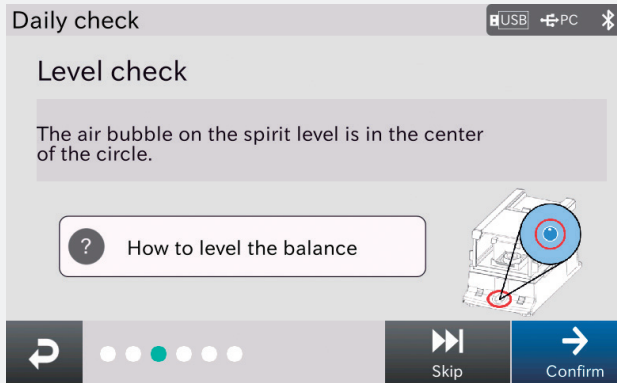 Daily check
USB PC
Level check
The air bubble on the spirit level is in the center
of the circle.
? How to level the balance
Skip
Confirm